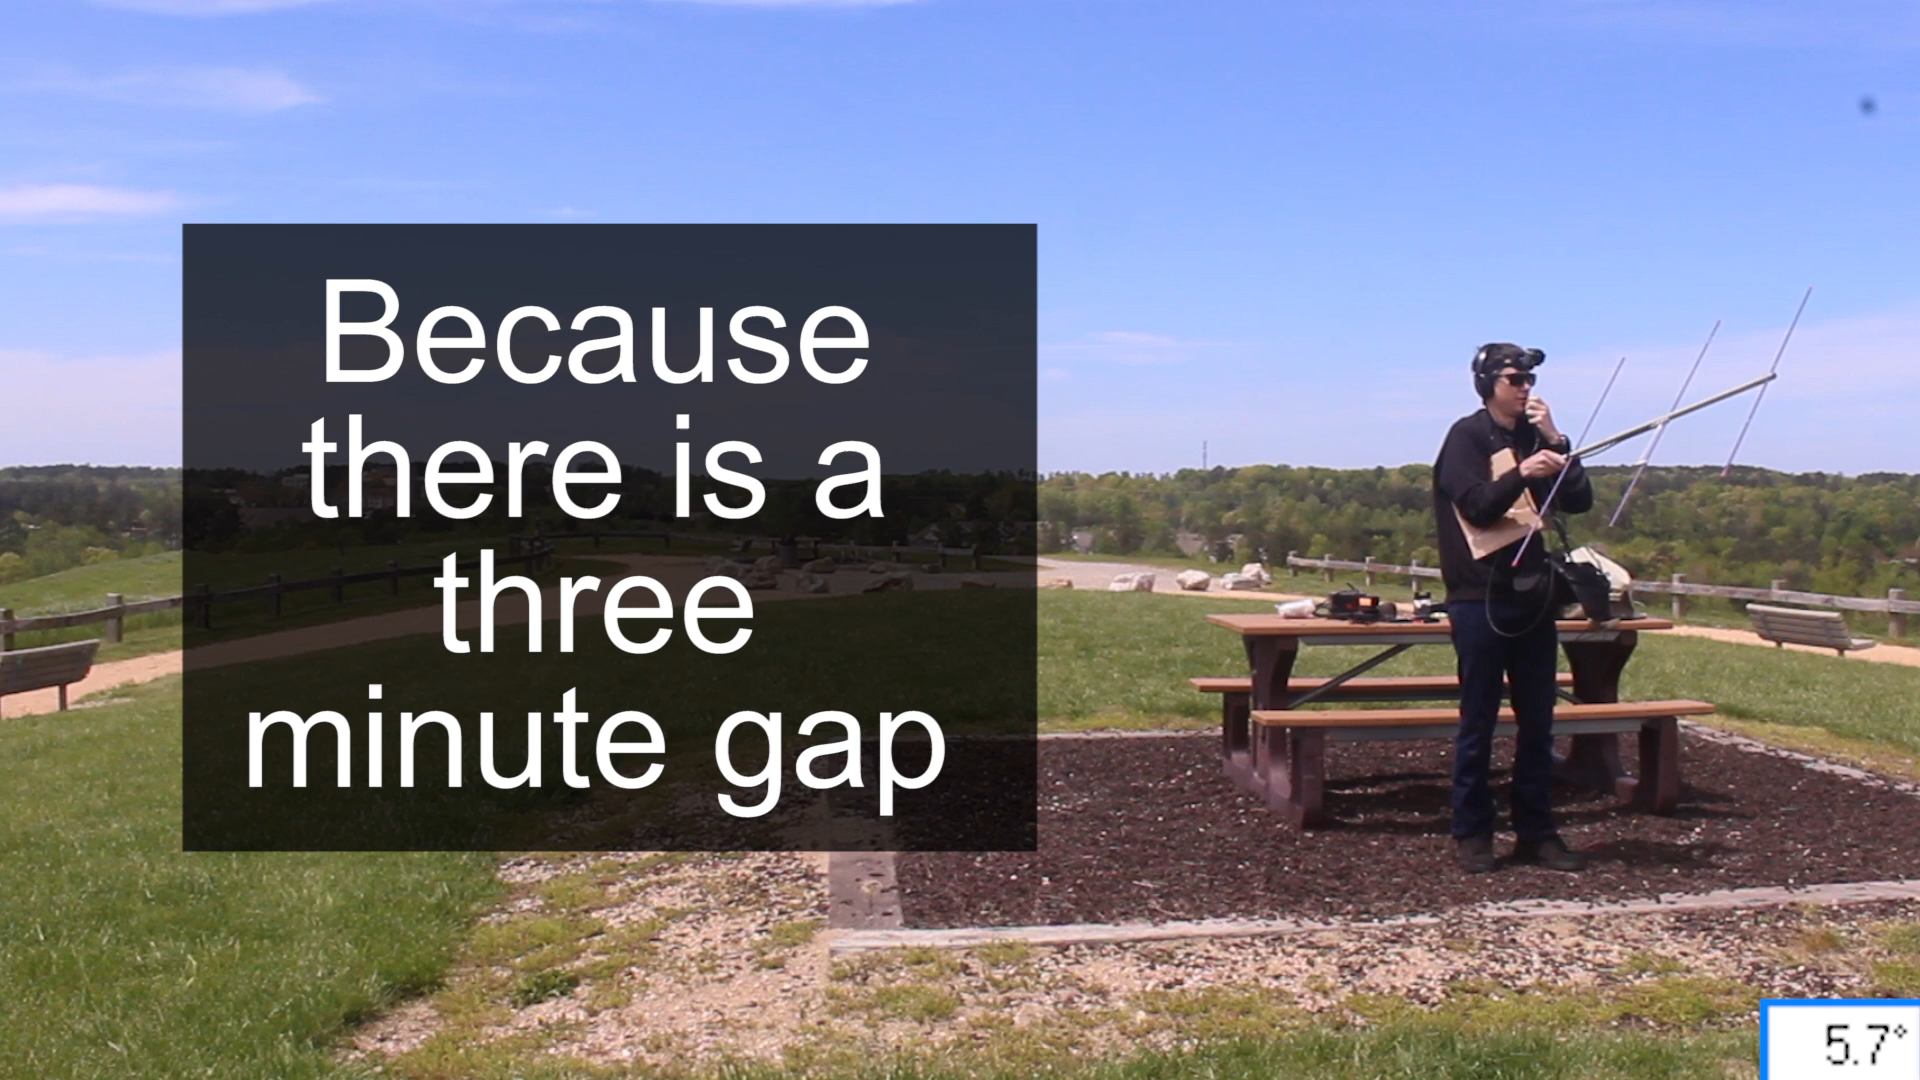 Because
there is a
three
minute gap
5.7°